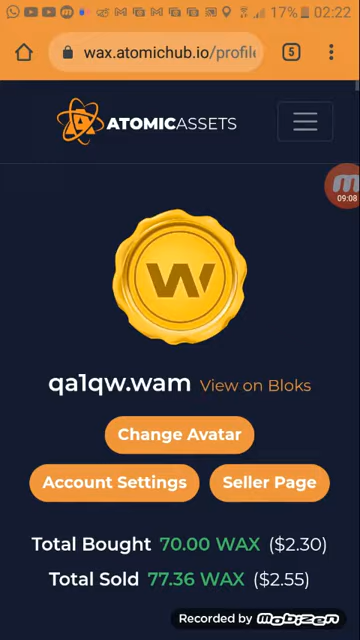 17% 02:22
wax.atomichub.io/profile
5
ATOMICASSETS
09:08
W
qa1qw.wam View on Bloks
Change Avatar
Account Settings Seller Page
Total Bought 70.00 WAX ($2.30)
Total Sold 77.36 WAX ($2.55)
Recorded by mobizen